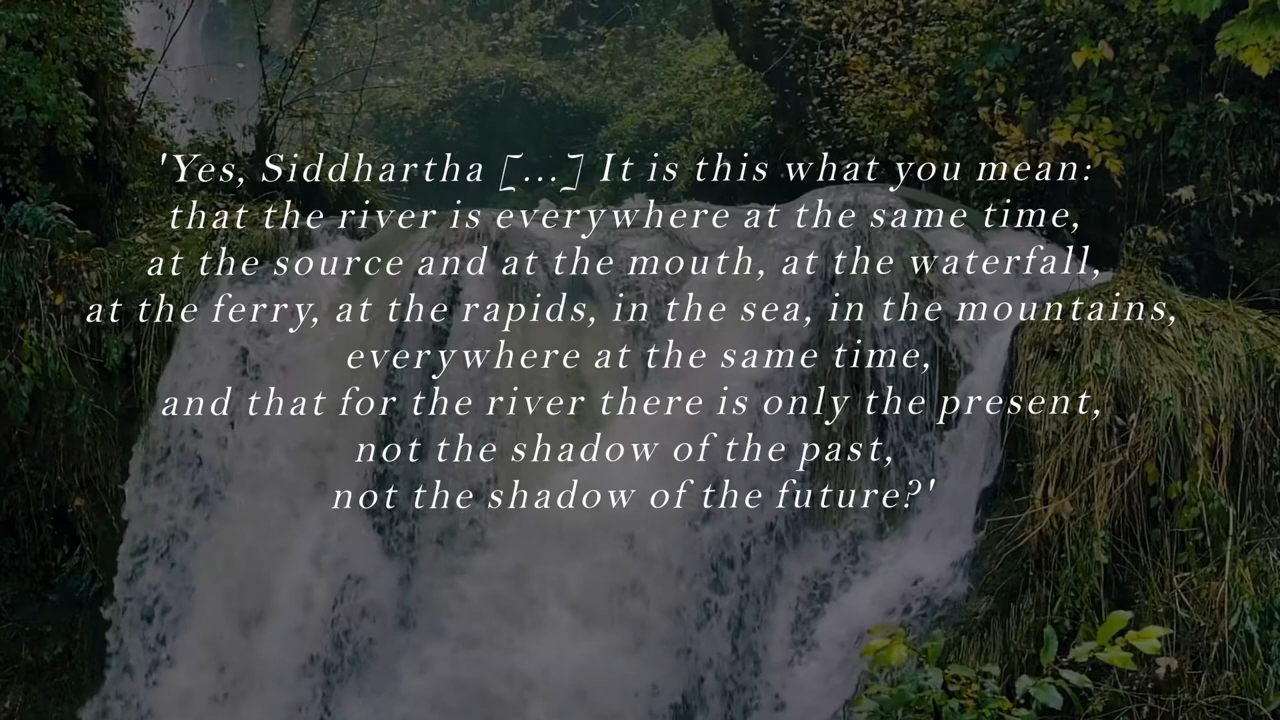 'Yes, Siddhartha [...] It is this what you mean:
that the river is everywhere at the same time,
at the source and at the mouth, at the waterfall,
at the ferry, at the rapids, in the sea, in the mountains,
everywhere at the same time,
and that for the river there is only the present,
not the shadow of the past,
not the shadow of the future?'